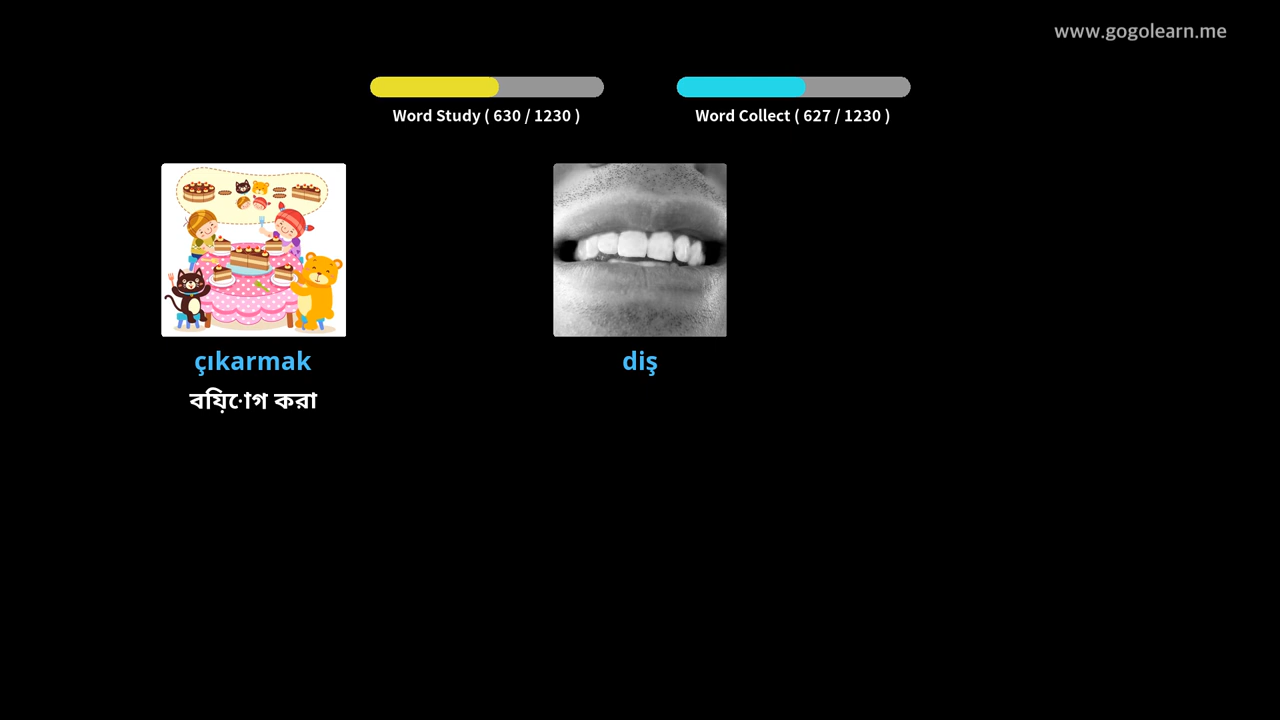 www.gogolearn.me
Word Study ( 630 / 1230 )
Word Collect ( 627 / 1230 )
çıkarmak
diş
বিয়োগ করা